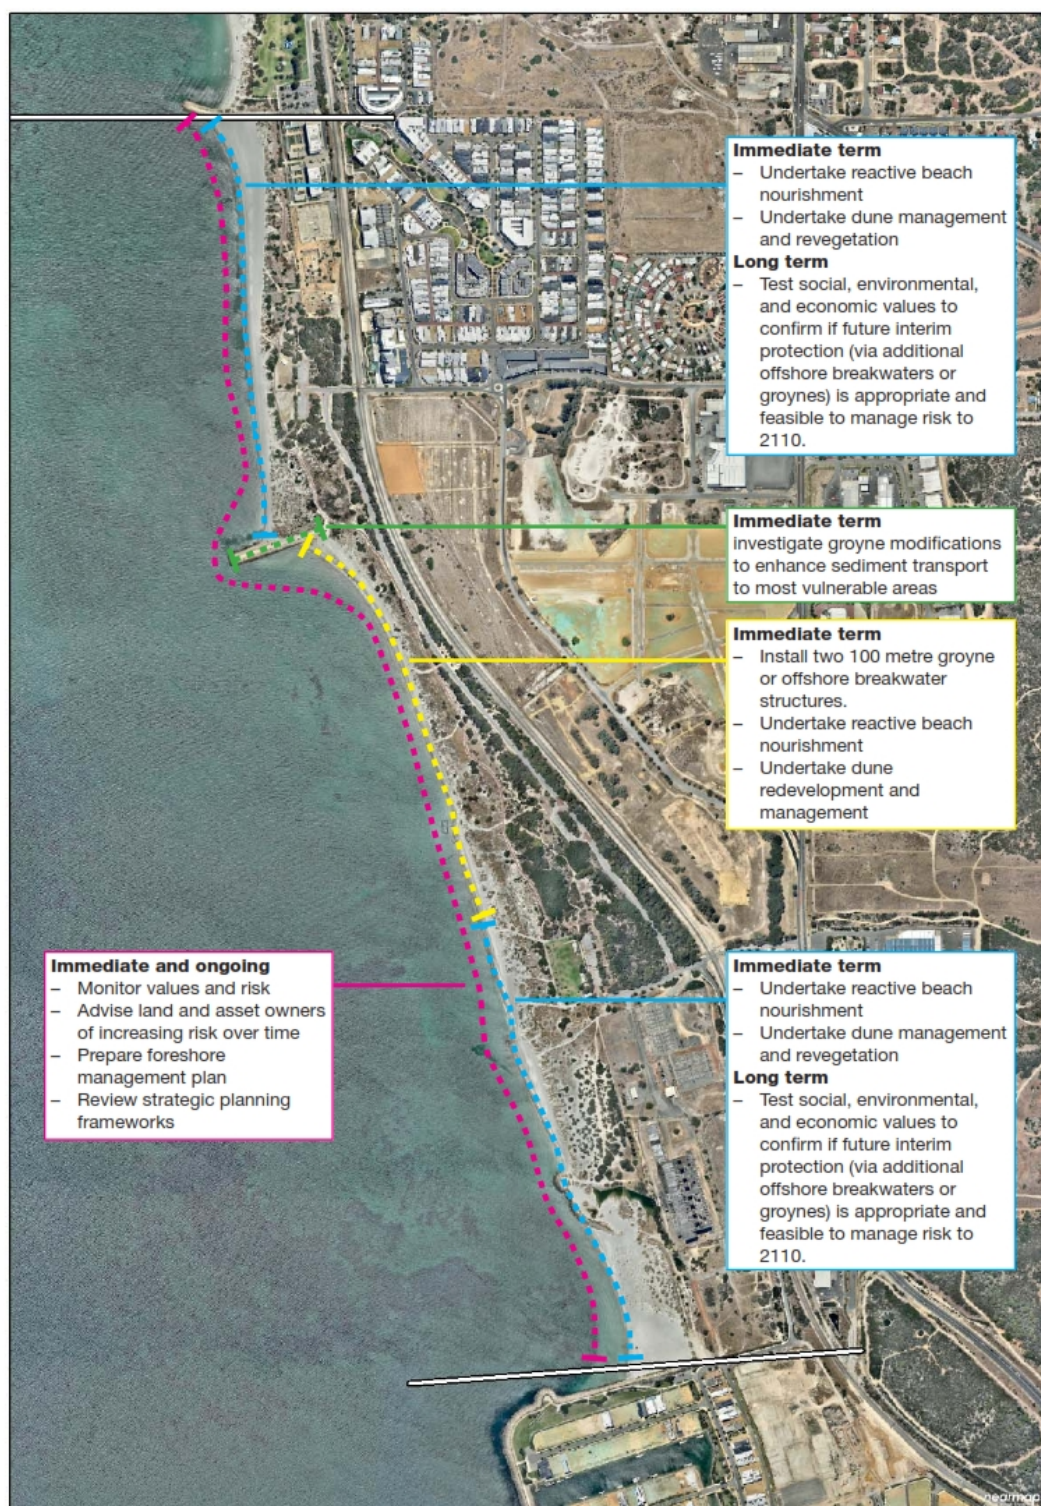 Immediate term
– Undertake reactive beach
nourishment
– Undertake dune management
and revegetation
Long term
– Test social, environmental,
and economic values to
confirm if future interim
protection (via additional
offshore breakwaters or
groynes) is appropriate and
feasible to manage risk to
2110.
Immediate term
investigate groyne modifications
to enhance sediment transport
to most vulnerable areas
Immediate term
– Install two 100 metre groyne
or offshore breakwater
structures.
– Undertake reactive beach
nourishment
– Undertake dune
redevelopment and
management
Immediate and ongoing
– Monitor values and risk
– Advise land and asset owners
of increasing risk over time
– Prepare foreshore
management plan
– Review strategic planning
frameworks
Immediate term
– Undertake reactive beach
nourishment
– Undertake dune management
and revegetation
Long term
– Test social, environmental,
and economic values to
confirm if future interim
protection (via additional
offshore breakwaters or
groynes) is appropriate and
feasible to manage risk to
2110.
nearmap